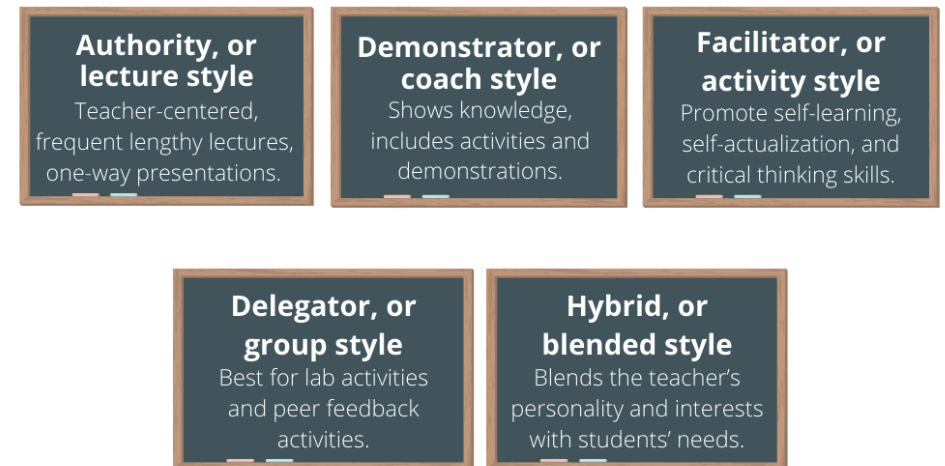 Authority, or
lecture style
Teacher-centered,
frequent lengthy lectures,
one-way presentations.
Demonstrator, or
coach style
Shows knowledge,
includes activities and
demonstrations.
Facilitator, or
activity style
Promote self-learning,
self-actualization, and
critical thinking skills.
Delegator, or
group style
Best for lab activities
and peer feedback
activities.
Hybrid, or
blended style
Blends the teacher’s
personality and interests
with students’ needs.